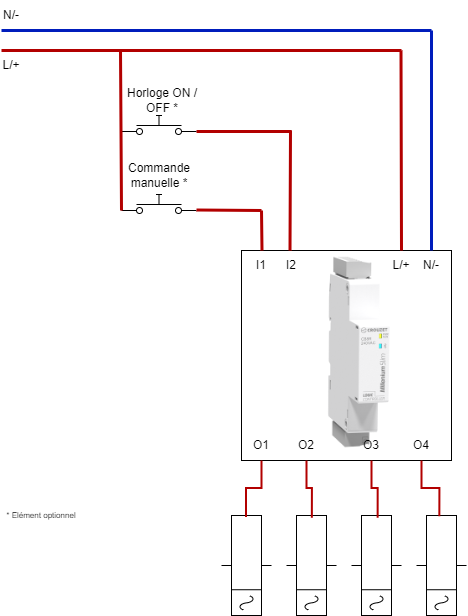 N/-
L/+
Horloge ON /
OFF *
Commande
manuelle *
I1 I2 L/+ N/-
CROUZET
Millenium Slim
O1 O2 O3 O4
* Elément optionnel